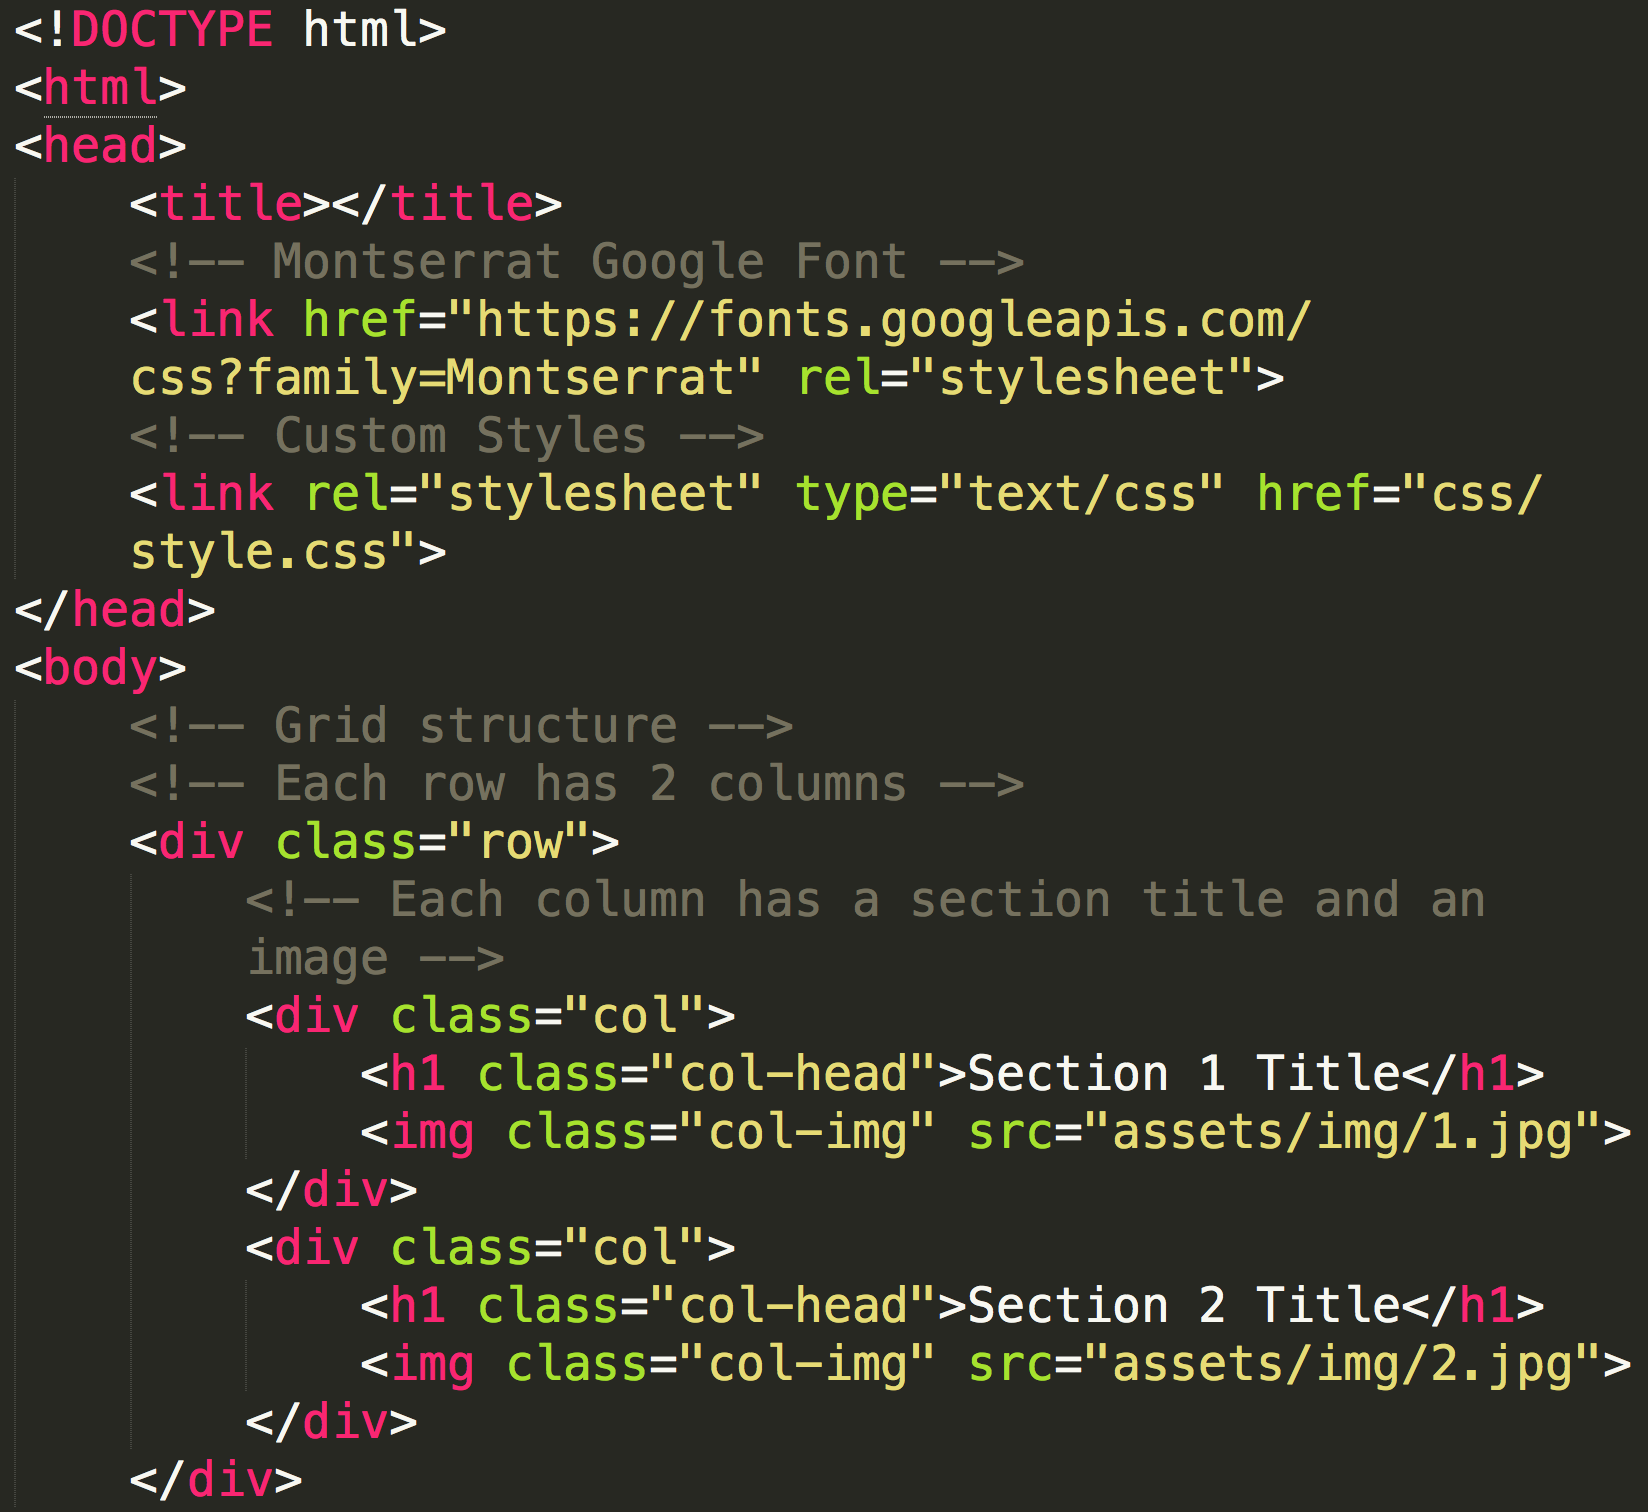 <!DOCTYPE html>
<html>
<head>
<title></title>
<!-- Montserrat Google Font -->
<link href="https://fonts.googleapis.com/
css?family=Montserrat" rel="stylesheet">
<!-- Custom Styles -->
<link rel="stylesheet" type="text/css" href="css/
style.css">
</head>
<body>
<!-- Grid structure -->
<!-- Each row has 2 columns -->
<div class="row">
<!-- Each column has a section title and an
image -->
<div class="col">
<h1 class="col-head">Section 1 Title</h1>
<img class="col-img" src="assets/img/1.jpg">
</div>
<div class="col">
<h1 class="col-head">Section 2 Title</h1>
<img class="col-img" src="assets/img/2.jpg">
</div>
</div>